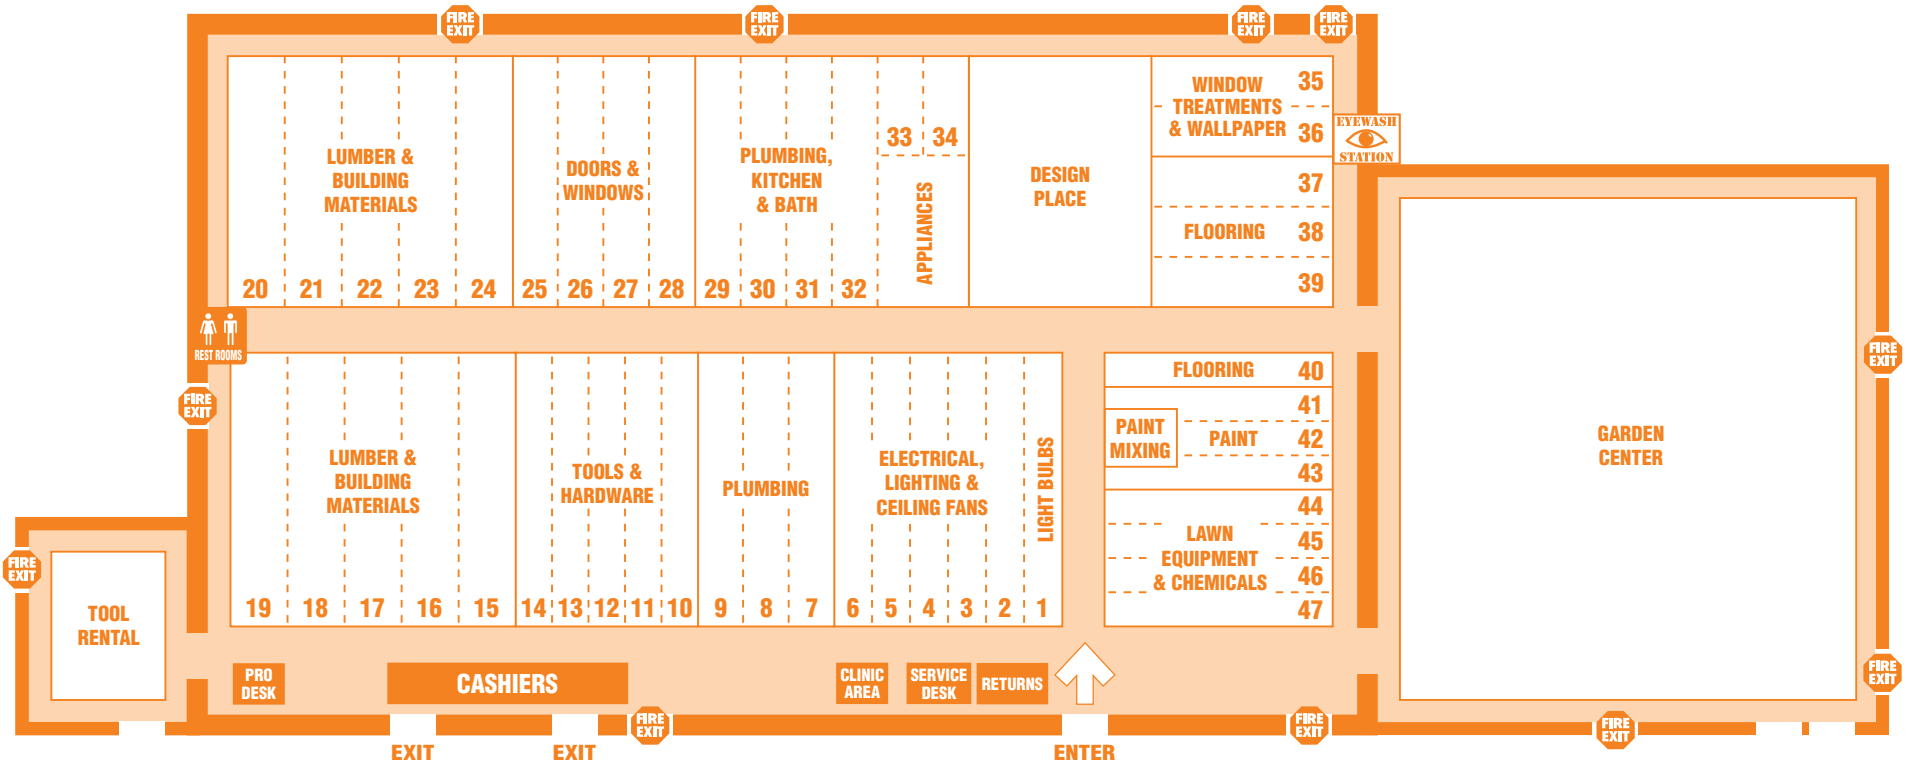 FIRE
EXIT
FIRE
EXIT
FIRE
EXIT
FIRE
EXIT
LUMBER &
BUILDING
MATERIALS
20 21 22 23 24
DOORS &
WINDOWS
25 26 27 28
PLUMBING,
KITCHEN
& BATH
29 30 31 32
33 34
APPLIANCES
DESIGN
PLACE
WINDOW
TREATMENTS
& WALLPAPER
35
36
EYEWASH
STATION
37
FLOORING 38
39
REST ROOMS
FIRE
EXIT
LUMBER &
BUILDING
MATERIALS
19 18 17 16 15
TOOLS &
HARDWARE
14 13 12 11 10
PLUMBING
9 8 7
ELECTRICAL,
LIGHTING &
CEILING FANS
LIGHT BULBS
6 5 4 3 2 1
FLOORING 40
41
PAINT
MIXING
PAINT 42
43
44
LAWN
EQUIPMENT
& CHEMICALS
45
46
47
GARDEN
CENTER
FIRE
EXIT
FIRE
EXIT
FIRE
EXIT
FIRE
EXIT
TOOL
RENTAL
PRO
DESK
CASHIERS
CLINIC
AREA
SERVICE
DESK
RETURNS
FIRE
EXIT
FIRE
EXIT
EXIT
EXIT
ENTER